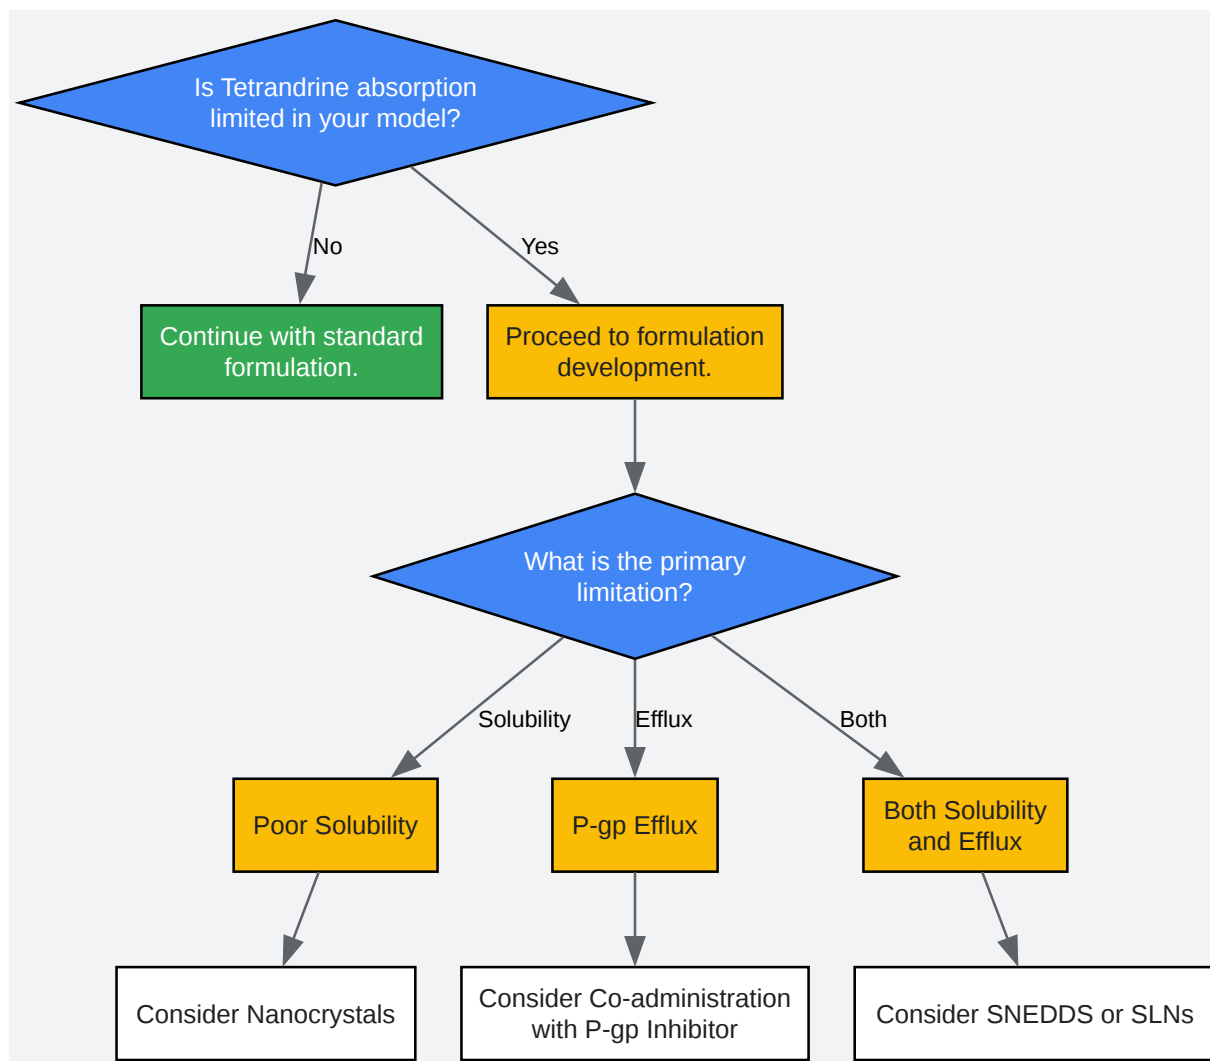 Is Tetrandrine absorption
limited in your model?
No
Yes
Continue with standard
formulation.
Proceed to formulation
development.
What is the primary
limitation?
Solubility
Efflux
Both
Poor Solubility
P-gp Efflux
Both Solubility
and Efflux
Consider Nanocrystals
Consider Co-administration
with P-gp Inhibitor
Consider SNEDDS or SLNs